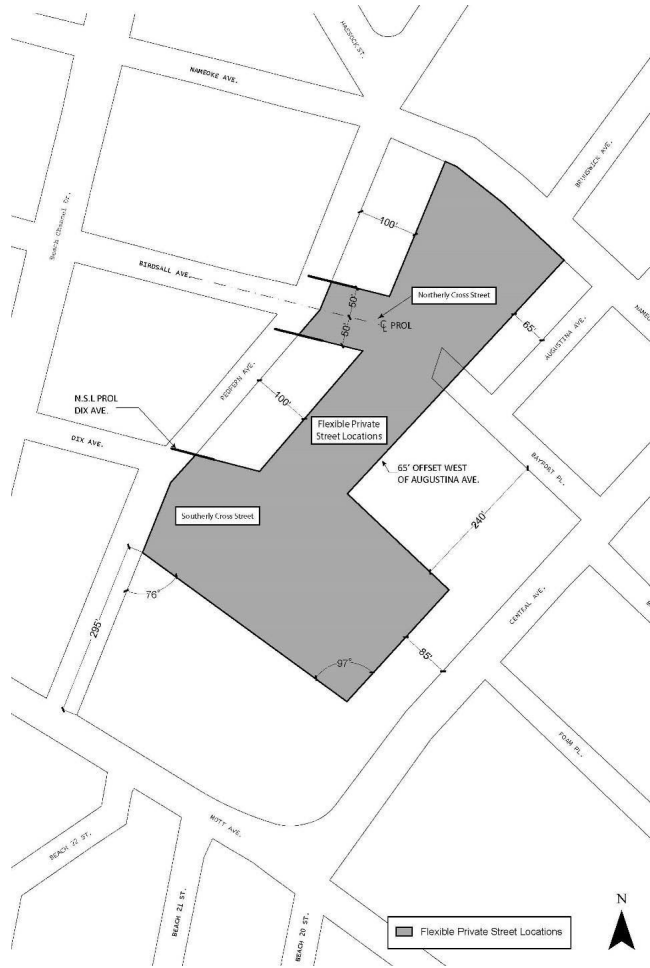 HASSOCK ST.
NAMEOKE AVE.
BRUNSWICK AVE.
Beach Channel Dr.
100'
BIRDSALL AVE.
50'
Northerly Cross Street
℄ PROL
50'
65'
AUGUSTINA AVE.
REDFERN AVE.
N.S.L PROL
DIX AVE.
100'
Flexible Private
Street Locations
DIX AVE.
65' OFFSET WEST
OF AUGUSTINA AVE.
BAYPORT PL.
Southerly Cross Street
240'
76°
CENTRAL AVE.
295'
85'
97°
FOAM PL.
MOTT AVE.
BEACH 22 ST.
BEACH 21 ST.
BEACH 20 ST.
N
Flexible Private Street Locations